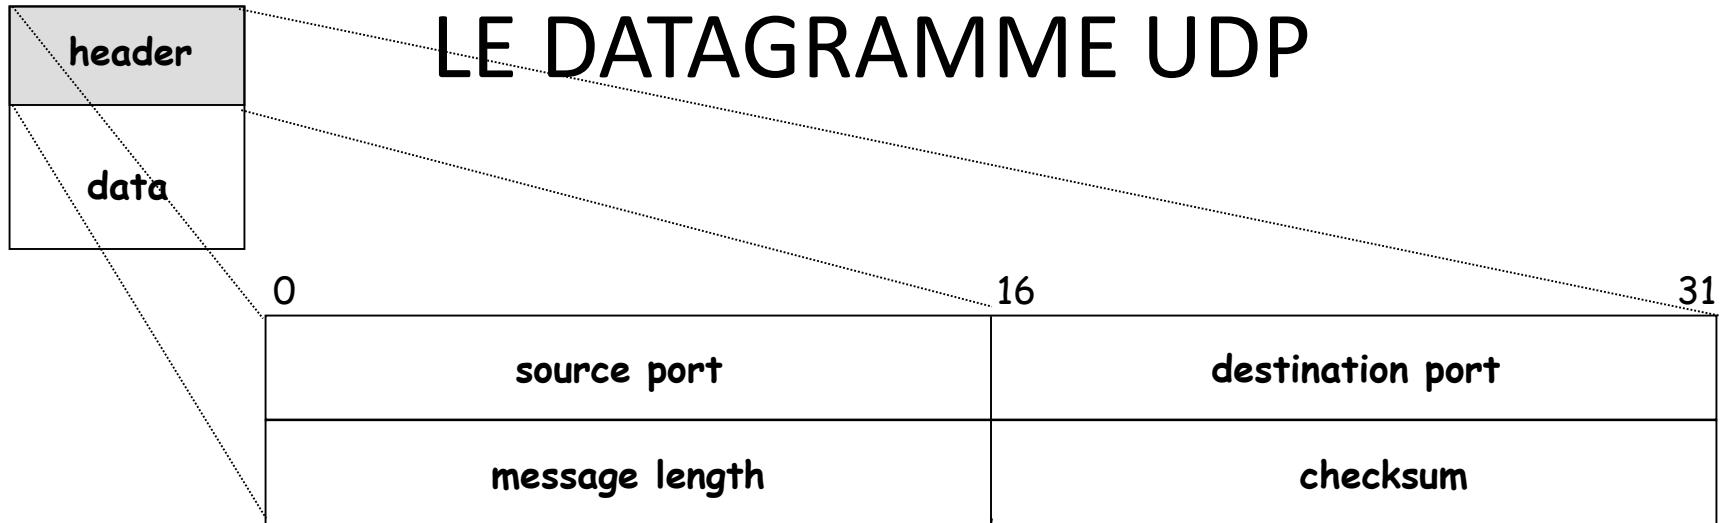 LE DATAGRAMME UDP
header
data
0 16 31
source port destination port
message length checksum